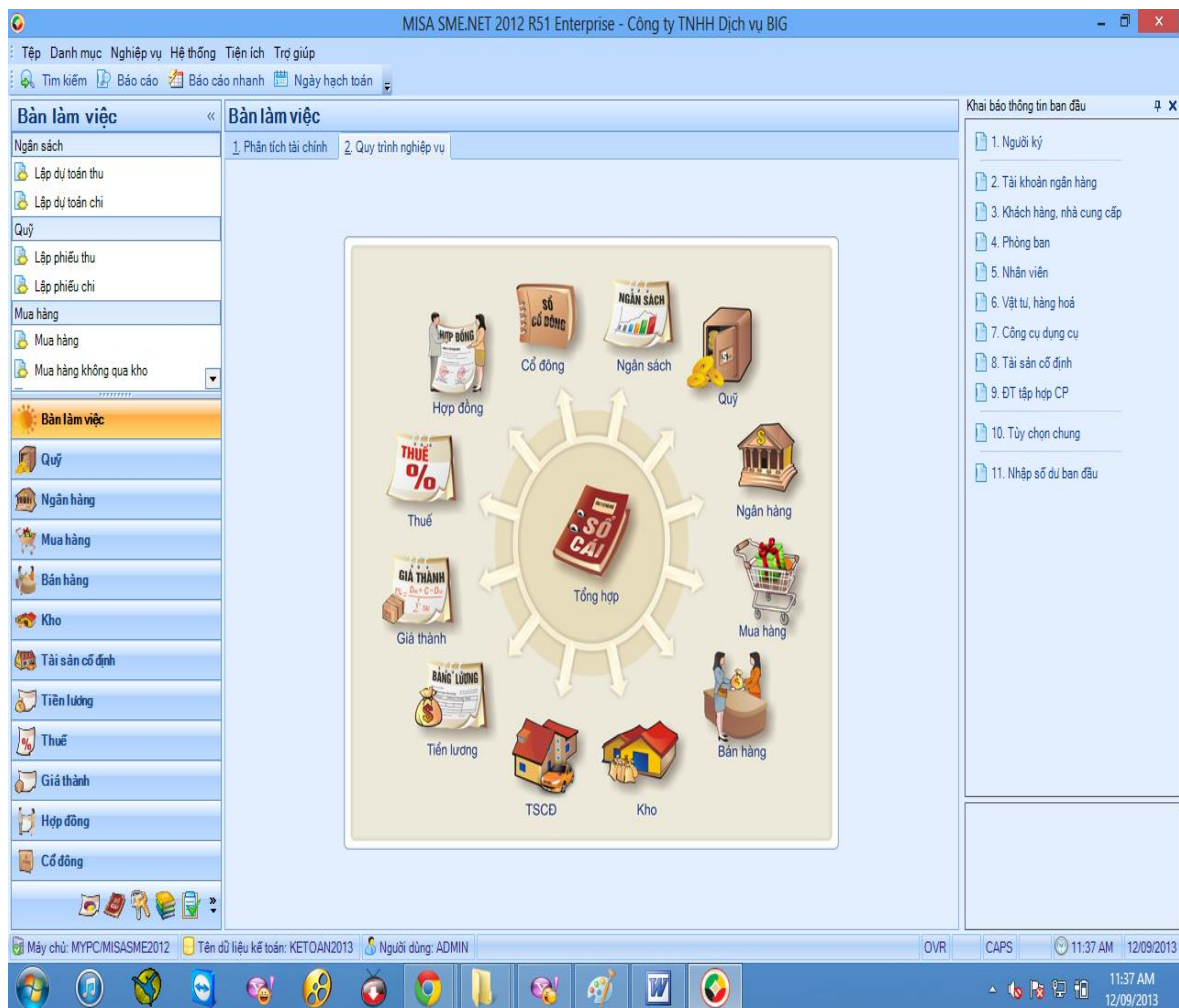 MISA SME.NET 2012 R51 Enterprise - Công ty TNHH Dịch vụ BIG
Tệp Danh mục Nghiệp vụ Hệ thống Tiện ích Trợ giúp
Tìm kiếm Báo cáo Báo cáo nhanh Ngày hạch toán
Bàn làm việc
Ngân sách
Lập dự toán thu
Lập dự toán chi
Quỹ
Lập phiếu thu
Lập phiếu chi
Mua hàng
Mua hàng
Mua hàng không qua kho
Bàn làm việc
Quỹ
Ngân hàng
Mua hàng
Bán hàng
Kho
Tài sản cố định
Tiền lương
Thuế
Giá thành
Hợp đồng
Cổ đông
Bàn làm việc
1. Phân tích tài chính 2. Quy trình nghiệp vụ
HỢP ĐỒNG
Hợp đồng
SỔ
CỔ ĐÔNG
Cổ đông
NGÂN SÁCH
Ngân sách
Quỹ
THUẾ
%
Thuế
Ngân hàng
SỔ
CÁI
Tổng hợp
GIÁ THÀNH
Giá thành
Mua hàng
BẢNG LƯƠNG
Tiền lương
TSCĐ
Kho
Bán hàng
Khai báo thông tin ban đầu
1. Người ký
2. Tài khoản ngân hàng
3. Khách hàng, nhà cung cấp
4. Phòng ban
5. Nhân viên
6. Vật tư, hàng hoá
7. Công cụ dụng cụ
8. Tài sản cố định
9. ĐT tập hợp CP
10. Tùy chọn chung
11. Nhập số dư ban đầu
Máy chủ: MYPC/MISASME2012 Tên dữ liệu kế toán: KETOAN2013 Người dùng: ADMIN OVR CAPS 11:37 AM 12/09/2013
11:37 AM
12/09/2013